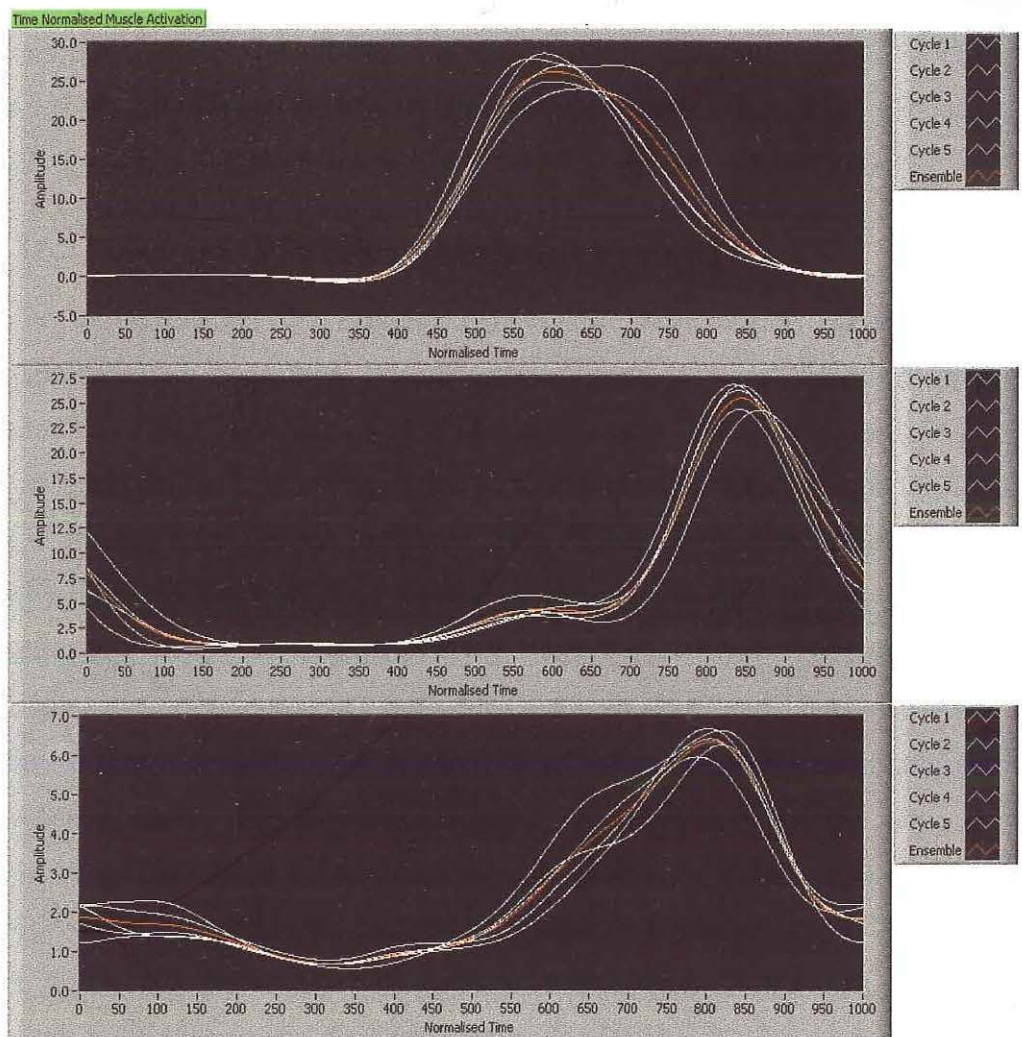 Time Normalised Muscle Activation
30.0
25.0
20.0
15.0
10.0
5.0
0.0
-5.0
Amplitude
0 50 100 150 200 250 300 350 400 450 500 550 600 650 700 750 800 850 900 950 1000
Normalised Time
Cycle 1
Cycle 2
Cycle 3
Cycle 4
Cycle 5
Ensemble
27.5
25.0
22.5
20.0
17.5
15.0
12.5
10.0
7.5
5.0
2.5
0.0
Amplitude
0 50 100 150 200 250 300 350 400 450 500 550 600 650 700 750 800 850 900 950 1000
Normalised Time
Cycle 1
Cycle 2
Cycle 3
Cycle 4
Cycle 5
Ensemble
7.0
6.0
5.0
4.0
3.0
2.0
1.0
0.0
Amplitude
0 50 100 150 200 250 300 350 400 450 500 550 600 650 700 750 800 850 900 950 1000
Normalised Time
Cycle 1
Cycle 2
Cycle 3
Cycle 4
Cycle 5
Ensemble